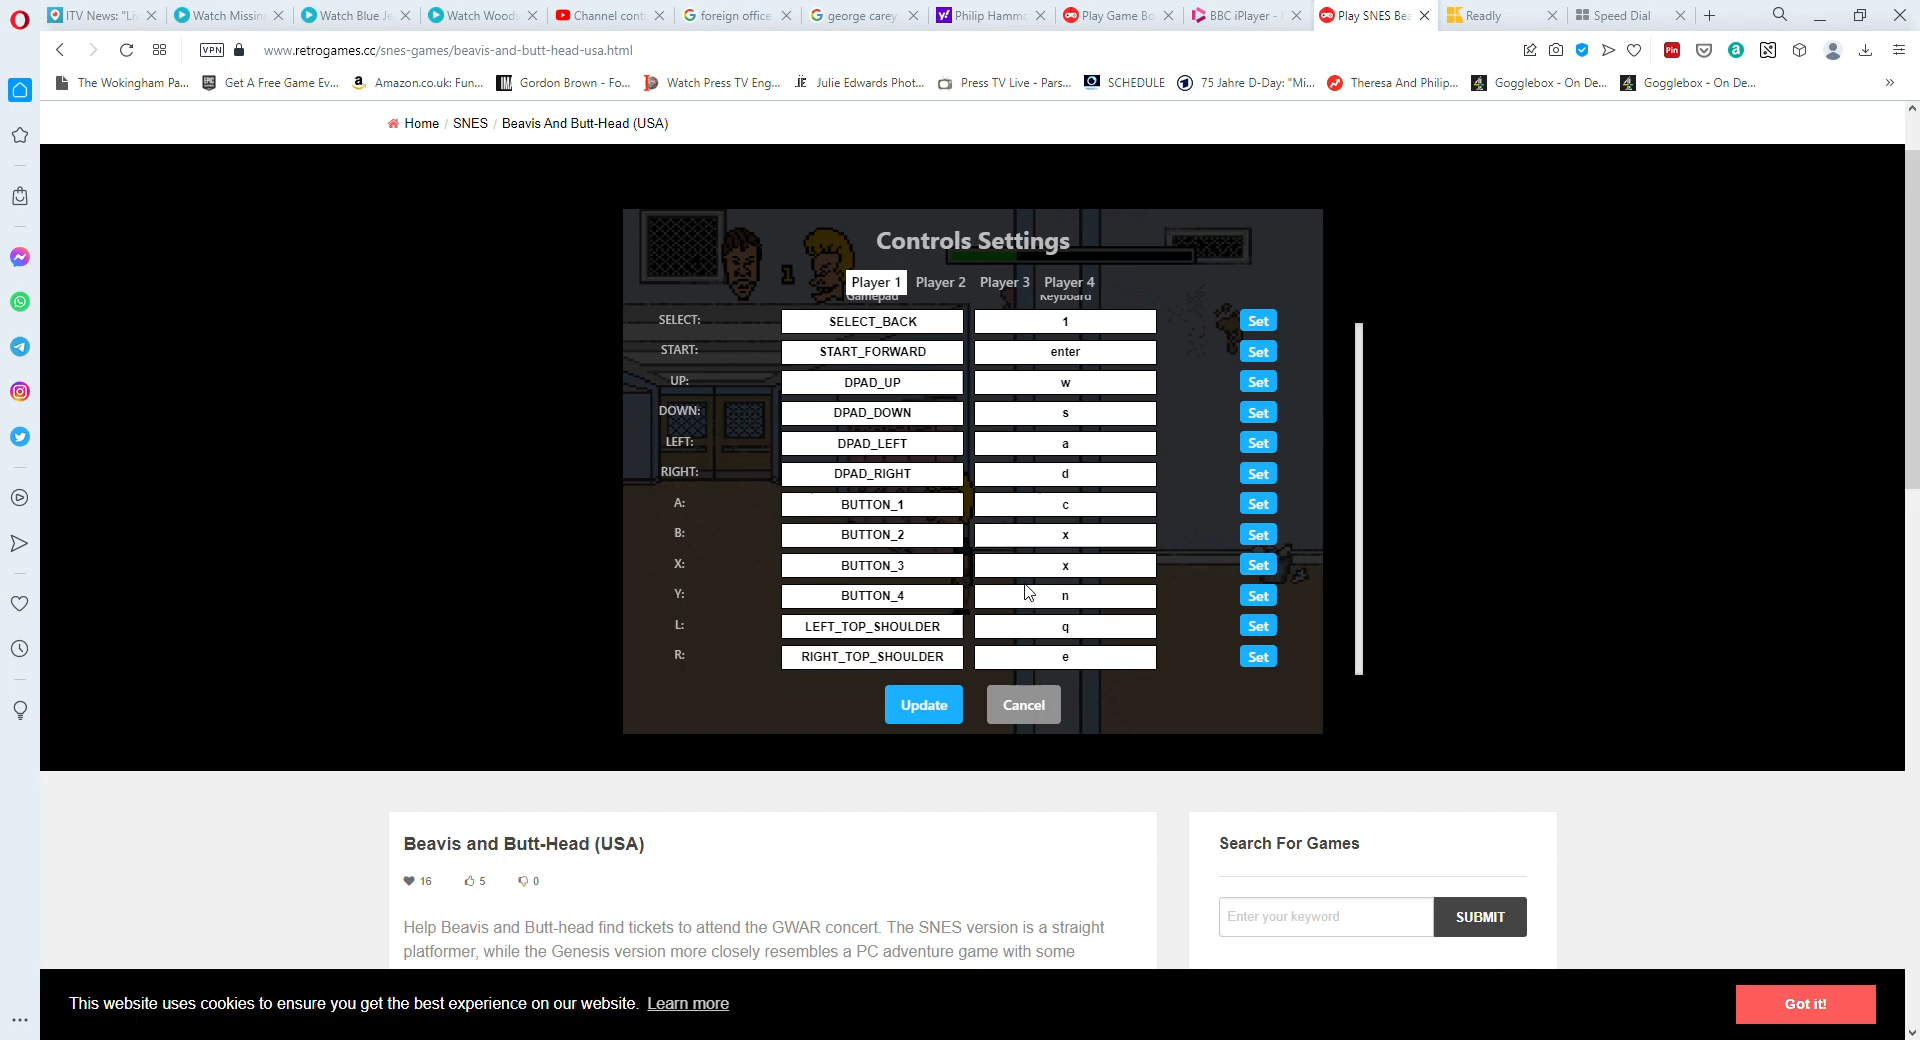 ITV News: "Li
Watch Missin
Watch Blue Je
Watch Woods
Channel cont
foreign office
george carey
Philip Hammo
Play Game Bo
BBC iPlayer -
Play SNES Bea
Readly
Speed Dial
VPN
www.retrogames.cc/snes-games/beavis-and-butt-head-usa.html
The Wokingham Pa...
Get A Free Game Ev...
Amazon.co.uk: Fun...
Gordon Brown - Fo...
Watch Press TV Eng...
Julie Edwards Phot...
Press TV Live - Pars...
SCHEDULE
75 Jahre D-Day: "Mi...
Theresa And Philip...
Gogglebox - On De...
Gogglebox - On De...
Home / SNES / Beavis And Butt-Head (USA)
Controls Settings
1
Player 1 Player 2 Player 3 Player 4
Gamepad Keyboard
SELECT: SELECT_BACK 1 Set
START: START_FORWARD enter Set
UP: DPAD_UP w Set
DOWN: DPAD_DOWN s Set
LEFT: DPAD_LEFT a Set
RIGHT: DPAD_RIGHT d Set
A: BUTTON_1 c Set
B: BUTTON_2 x Set
X: BUTTON_3 x Set
Y: BUTTON_4 n Set
L: LEFT_TOP_SHOULDER q Set
R: RIGHT_TOP_SHOULDER e Set
Update Cancel
Beavis and Butt-Head (USA)
16 5 0
Help Beavis and Butt-head find tickets to attend the GWAR concert. The SNES version is a straight
platformer, while the Genesis version more closely resembles a PC adventure game with some
Search For Games
Enter your keyword SUBMIT
This website uses cookies to ensure you get the best experience on our website. Learn more
Got it!